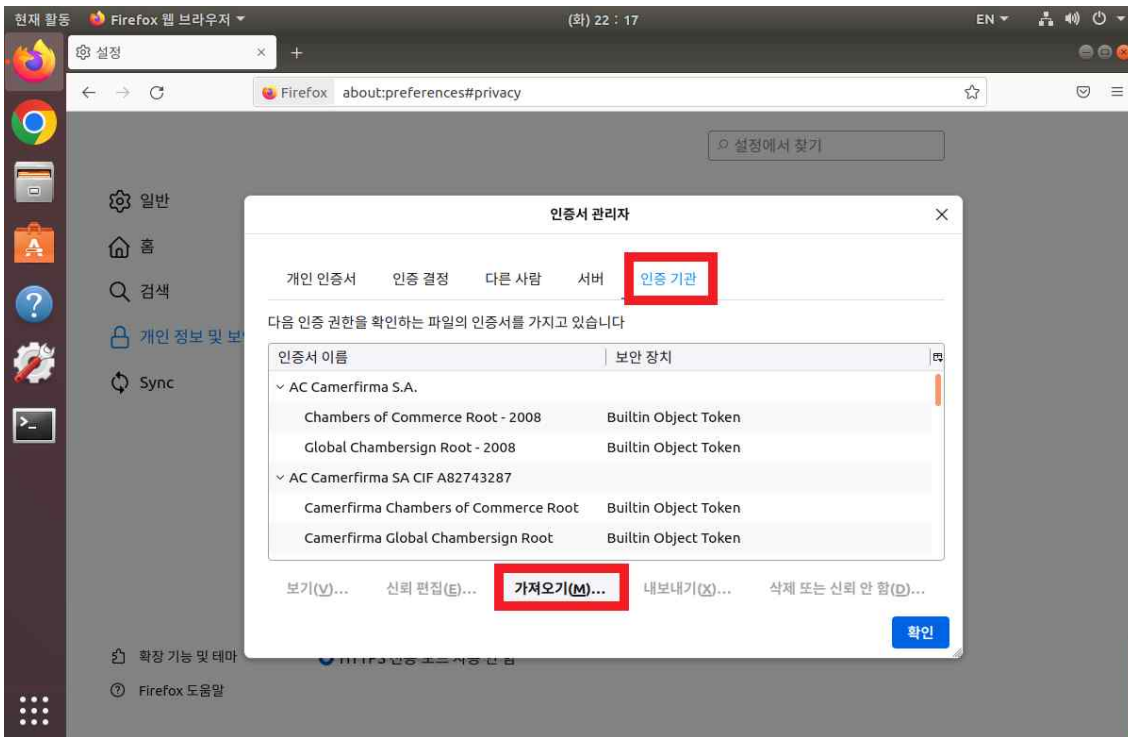 현재 활동 Firefox 웹 브라우저 (화) 22 : 17 EN
설정
Firefox about:preferences#privacy
설정에서 찾기
일반
홈
검색
개인 정보 및 보
Sync
확장 기능 및 테마
Firefox 도움말
인증서 관리자
개인 인증서 인증 결정 다른 사람 서버 인증 기관
다음 인증 권한을 확인하는 파일의 인증서를 가지고 있습니다
인증서 이름 보안 장치
AC Camerfirma S.A.
Chambers of Commerce Root - 2008 Builtin Object Token
Global Chambersign Root - 2008 Builtin Object Token
AC Camerfirma SA CIF A82743287
Camerfirma Chambers of Commerce Root Builtin Object Token
Camerfirma Global Chambersign Root Builtin Object Token
보기(V)... 신뢰 편집(E)... 가져오기(M)... 내보내기(X)... 삭제 또는 신뢰 안 함(D)...
확인